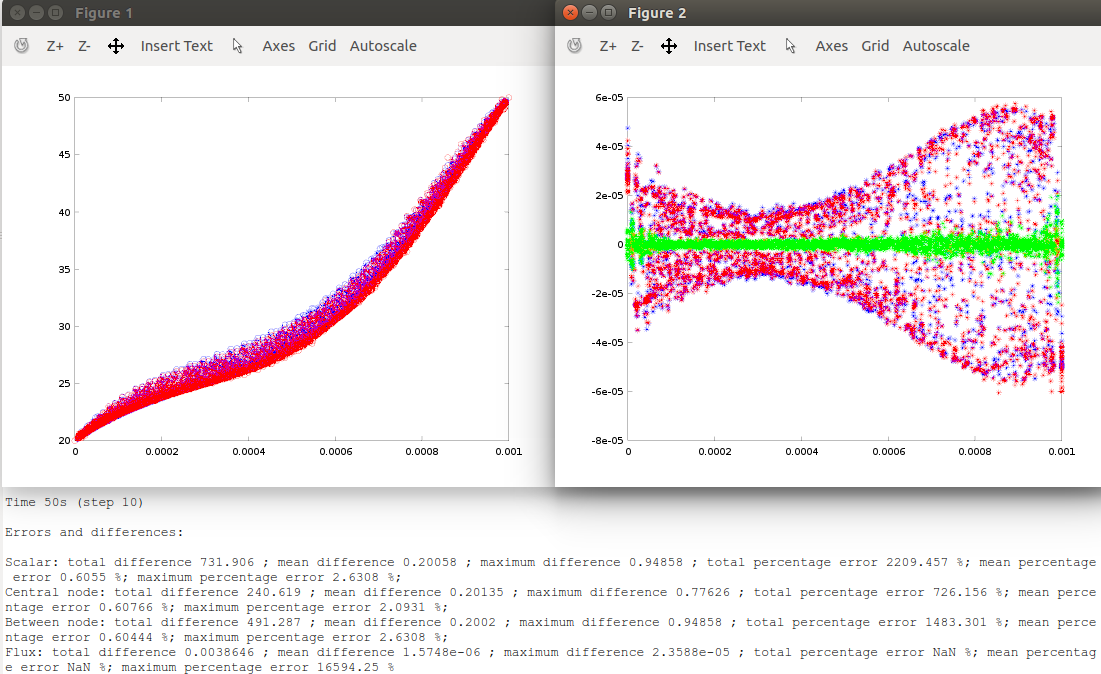 Figure 1
Z+ Z- Insert Text Axes Grid Autoscale
50
45
40
35
30
25
20
0 0.0002 0.0004 0.0006 0.0008 0.001
Figure 2
Z+ Z- Insert Text Axes Grid Autoscale
6e-05
4e-05
2e-05
0
-2e-05
-4e-05
-6e-05
-8e-05
0 0.0002 0.0004 0.0006 0.0008 0.001
Time 50s (step 10)
Errors and differences:
Scalar: total difference 731.906 ; mean difference 0.20058 ; maximum difference 0.94858 ; total percentage error 2209.457 %; mean percentage
error 0.6055 %; maximum percentage error 2.6308 %;
Central node: total difference 240.619 ; mean difference 0.20135 ; maximum difference 0.77626 ; total percentage error 726.156 %; mean perce
ntage error 0.60766 %; maximum percentage error 2.0931 %;
Between node: total difference 491.287 ; mean difference 0.2002 ; maximum difference 0.94858 ; total percentage error 1483.301 %; mean perce
ntage error 0.60444 %; maximum percentage error 2.6308 %;
Flux: total difference 0.0038646 ; mean difference 1.5748e-06 ; maximum difference 2.3588e-05 ; total percentage error NaN %; mean percentag
e error NaN %; maximum percentage error 16594.25 %